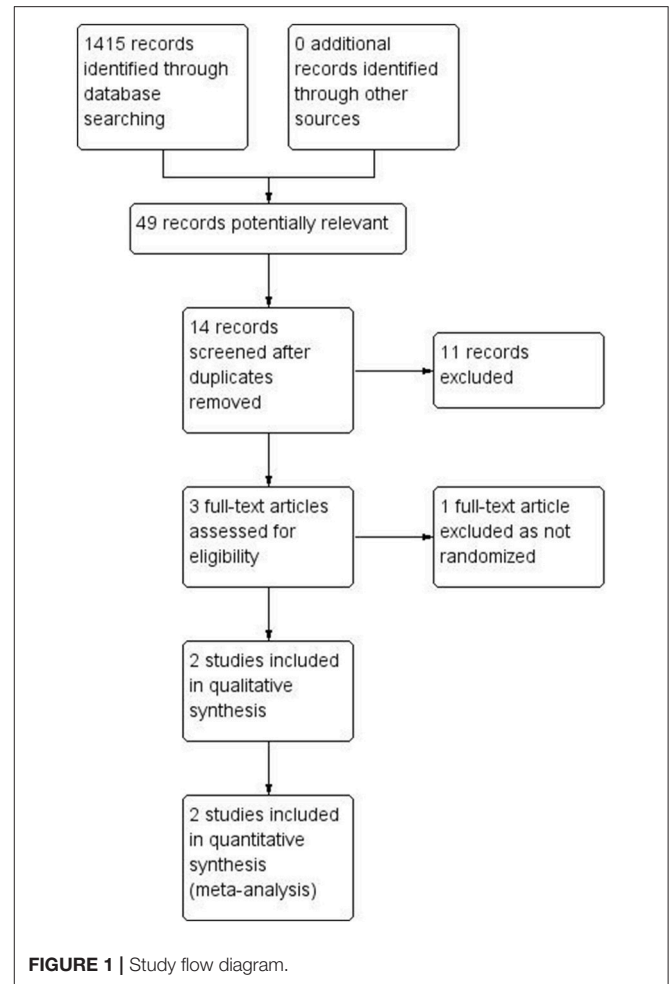 1415 records
identified through
database
searching
0 additional
records identified
through other
sources
49 records potentially relevant
14 records
screened after
duplicates
removed
11 records
excluded
3 full-text articles
assessed for
eligibility
1 full-text article
excluded as not
randomized
2 studies included
in qualitative
synthesis
2 studies included
in quantitative
synthesis
(meta-analysis)
FIGURE 1 | Study flow diagram.